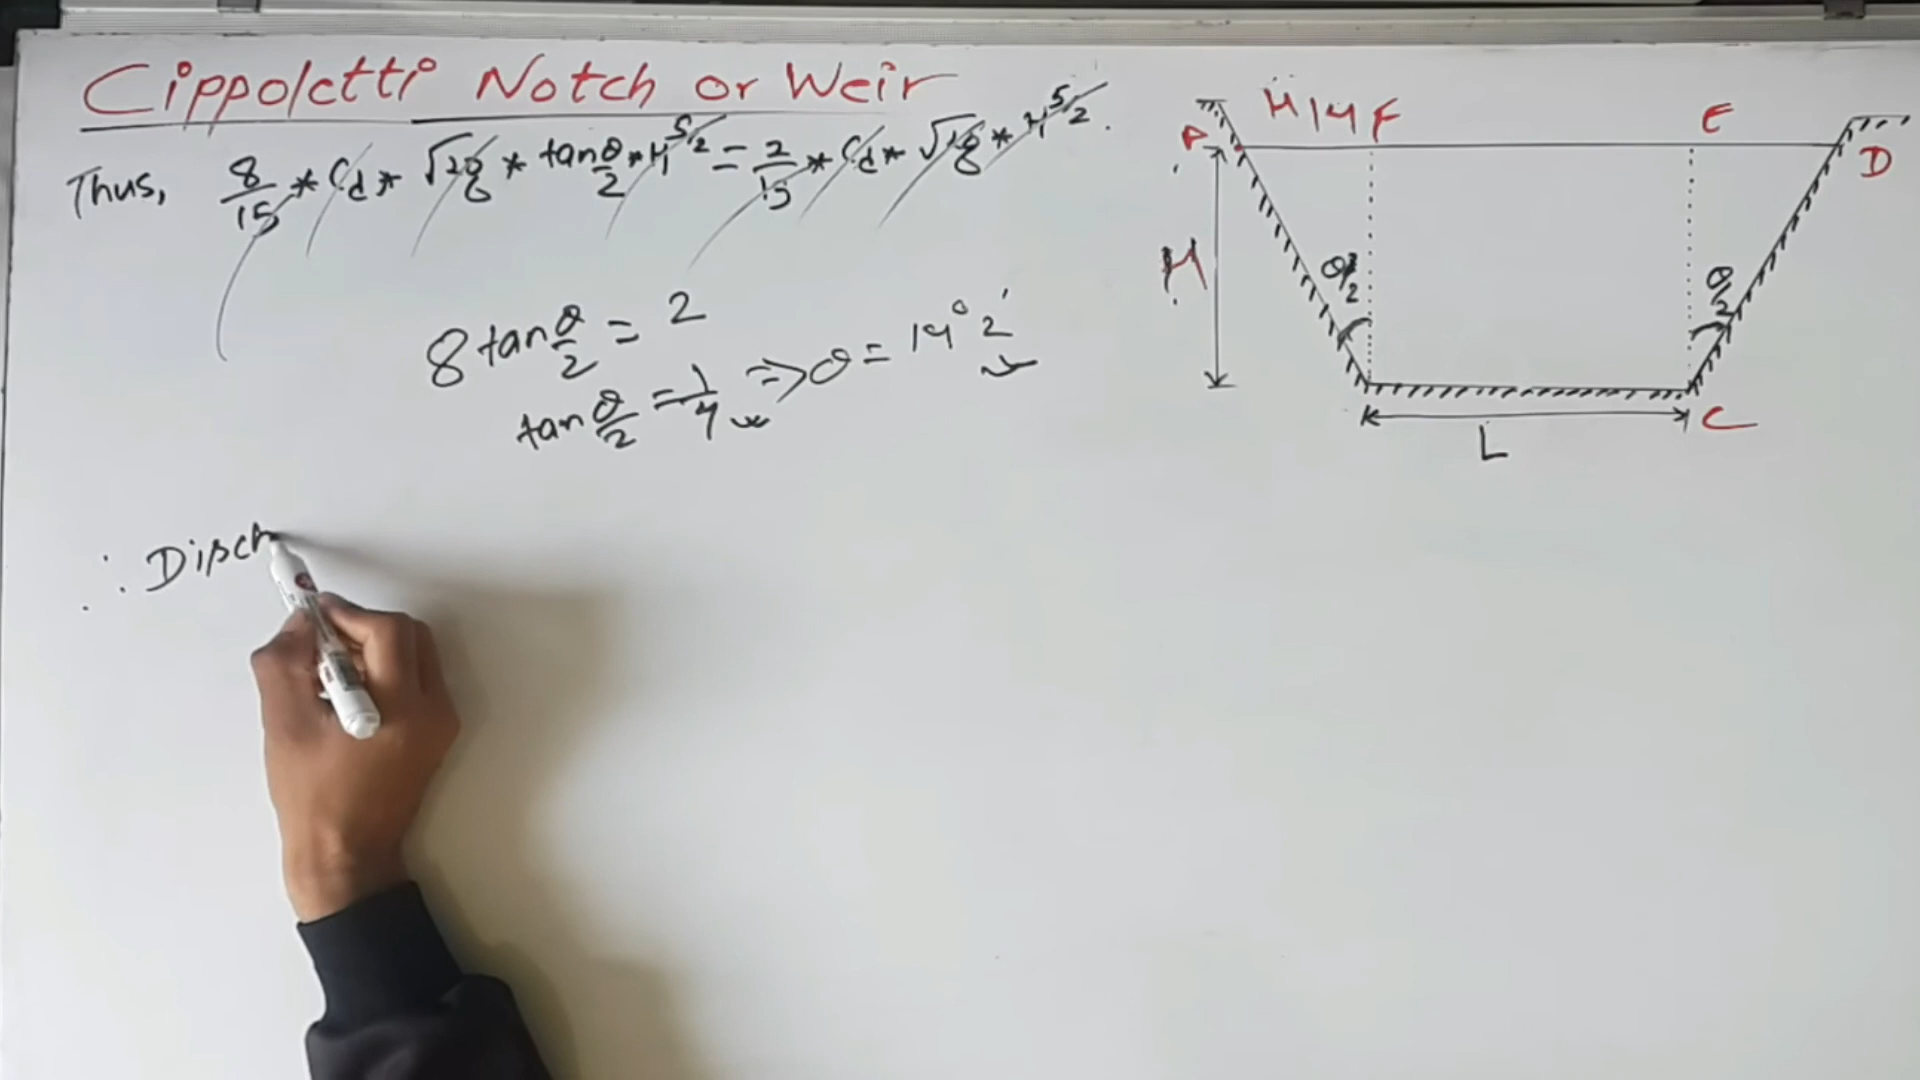 Cippoletti Notch or Weir
Thus, 8/15 * Cd * √2g * tan θ/2 * H^5/2 = 2/15 * Cd * √2g * H^5/2.
8 tan θ/2 = 2
tan θ/2 = 1/4 => θ = 14° 2'
∴ Disch
A H/4 F E D
H
θ/2 θ/2
C
L